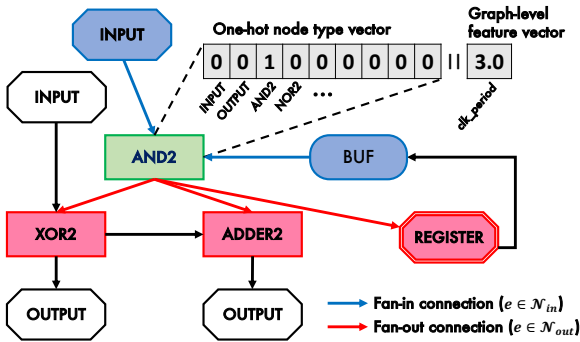 INPUT
One-hot node type vector
Graph-level
feature vector
0 0 1 0 0 0 0 0 0 || 3.0
INPUT
OUTPUT
AND2
NOR2
...
clk_period
INPUT
AND2
BUF
XOR2
ADDER2
REGISTER
OUTPUT
OUTPUT
Fan-in connection (e ∈ 𝒩in)
Fan-out connection (e ∈ 𝒩out)